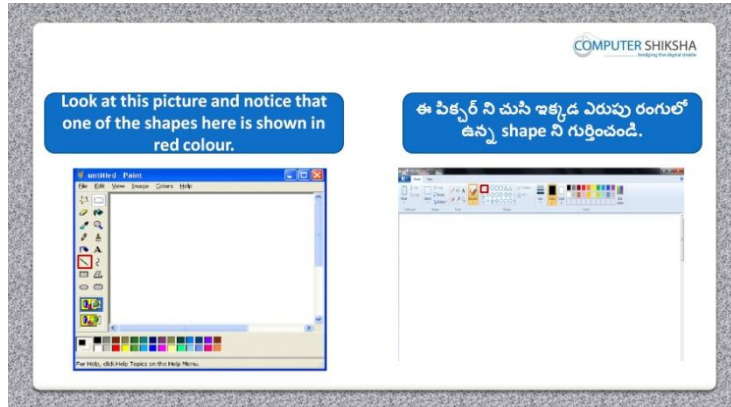 COMPUTER SHIKSHA
Bridging the digital divide
Look at this picture and notice that
one of the shapes here is shown in
red colour.
ఈ పిక్చర్ ని చుసి ఇక్కడ ఎరుపు రంగులో
ఉన్న shape ని గుర్తించండి.
untitled - Paint
File Edit View Image Colors Help
For Help, click Help Topics on the Help Menu.